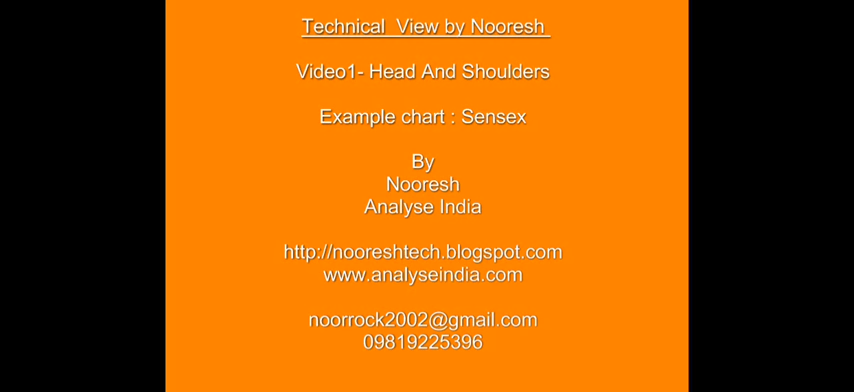 Technical View by Nooresh
Video1- Head And Shoulders
Example chart : Sensex
By
Nooresh
Analyse India
http://nooreshtech.blogspot.com
www.analyseindia.com
noorrock2002@gmail.com
09819225396